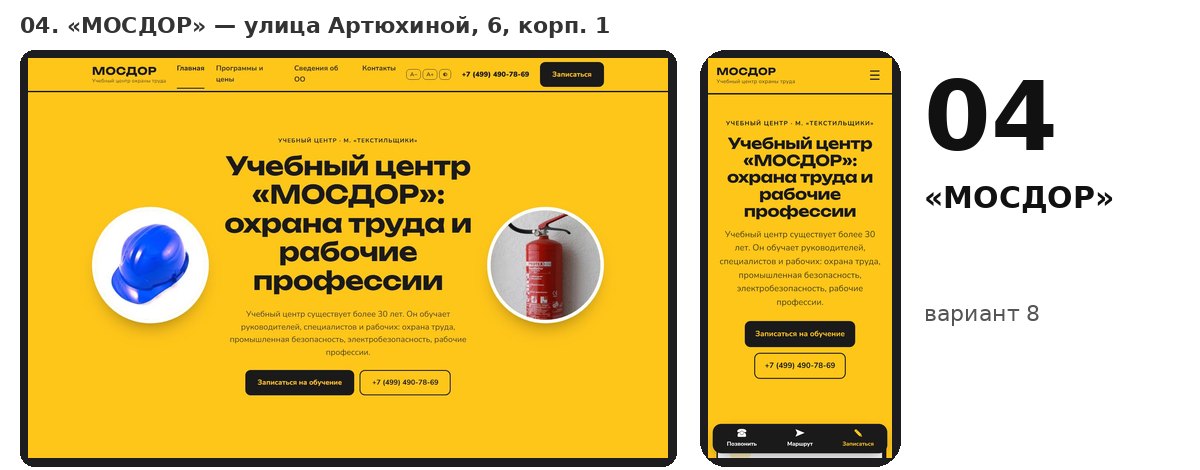 04. «МОСДОР» — улица Артюхиной, 6, корп. 1
МОСДОР
Учебный центр охраны труда
Главная
Программы и
цены
Сведения об
ОО
Контакты
A−
A+
+7 (499) 490-78-69
Записаться
УЧЕБНЫЙ ЦЕНТР · М. «ТЕКСТИЛЬЩИКИ»
Учебный центр
«МОСДОР»:
охрана труда и
рабочие
профессии
Учебный центр существует более 30 лет. Он обучает
руководителей, специалистов и рабочих: охрана труда,
промышленная безопасность, электробезопасность, рабочие
профессии.
Записаться на обучение
+7 (499) 490-78-69
МОСДОР
Учебный центр охраны труда
УЧЕБНЫЙ ЦЕНТР · М. «ТЕКСТИЛЬЩИКИ»
Учебный центр
«МОСДОР»:
охрана труда и
рабочие
профессии
Учебный центр существует более 30
лет. Он обучает руководителей,
специалистов и рабочих: охрана труда,
промышленная безопасность,
электробезопасность, рабочие
профессии.
Записаться на обучение
+7 (499) 490-78-69
Позвонить
Маршрут
Записаться
04
«МОСДОР»
вариант 8